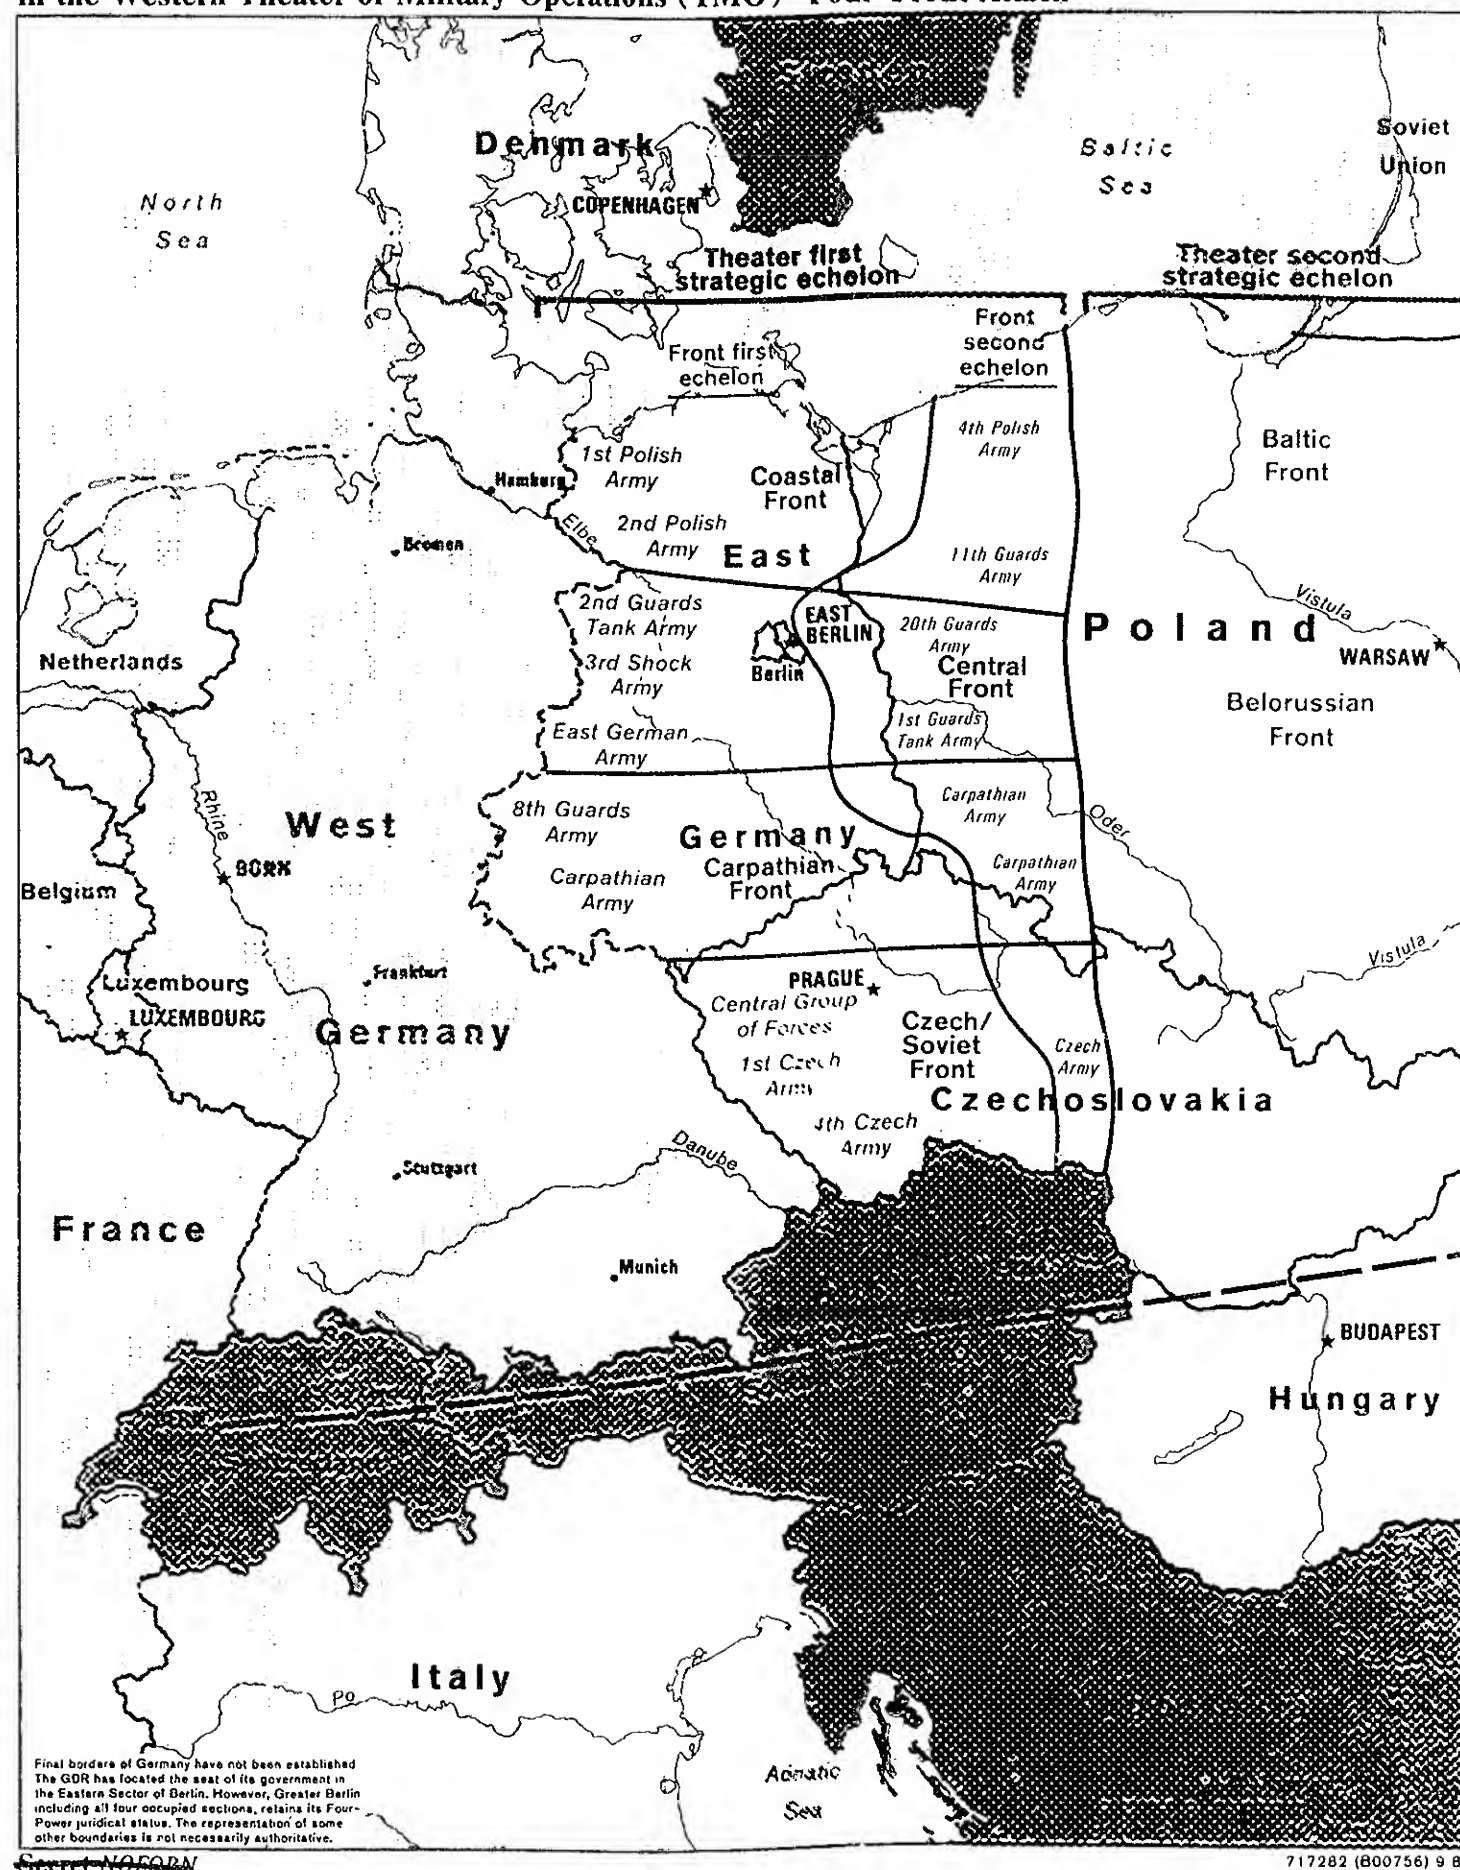 in the Western Theater of Military Operations (TMO)
North
Sea
Denmark
COPENHAGEN
Baltic
Sea
Soviet
Union
Theater first
strategic echelon
Theater second
strategic echelon
Front first
echelon
Front
second
echelon
1st Polish
Army
Coastal
Front
4th Polish
Army
Baltic
Front
Hamburg
Elbe
2nd Polish
Army
East
11th Guards
Army
Bremen
Vistula
2nd Guards
Tank Army
EAST
BERLIN
Berlin
20th Guards
Army
Poland
WARSAW
Netherlands
3rd Shock
Army
Central
Front
Belorussian
Front
East German
Army
1st Guards
Tank Army
Rhine
West
8th Guards
Army
Germany
Carpathian
Army
Oder
BONN
Belgium
Carpathian
Army
Carpathian
Front
Carpathian
Army
Vistula
Luxembourg
LUXEMBOURG
Frankfurt
Germany
PRAGUE
Central Group
of Forces
1st Czech
Army
Czech/
Soviet
Front
Czech
Army
Czechoslovakia
4th Czech
Army
Danube
Stuttgart
France
Munich
BUDAPEST
Hungary
Italy
Po
Adriatic
Sea
Final borders of Germany have not been established
The GDR has located the seat of its government in
the Eastern Sector of Berlin. However, Greater Berlin
including all four occupied sections, retains its Four-
Power juridical status. The representation of some
other boundaries is not necessarily authoritative.
Secret NOFORN
717282 (B00756) 9 8